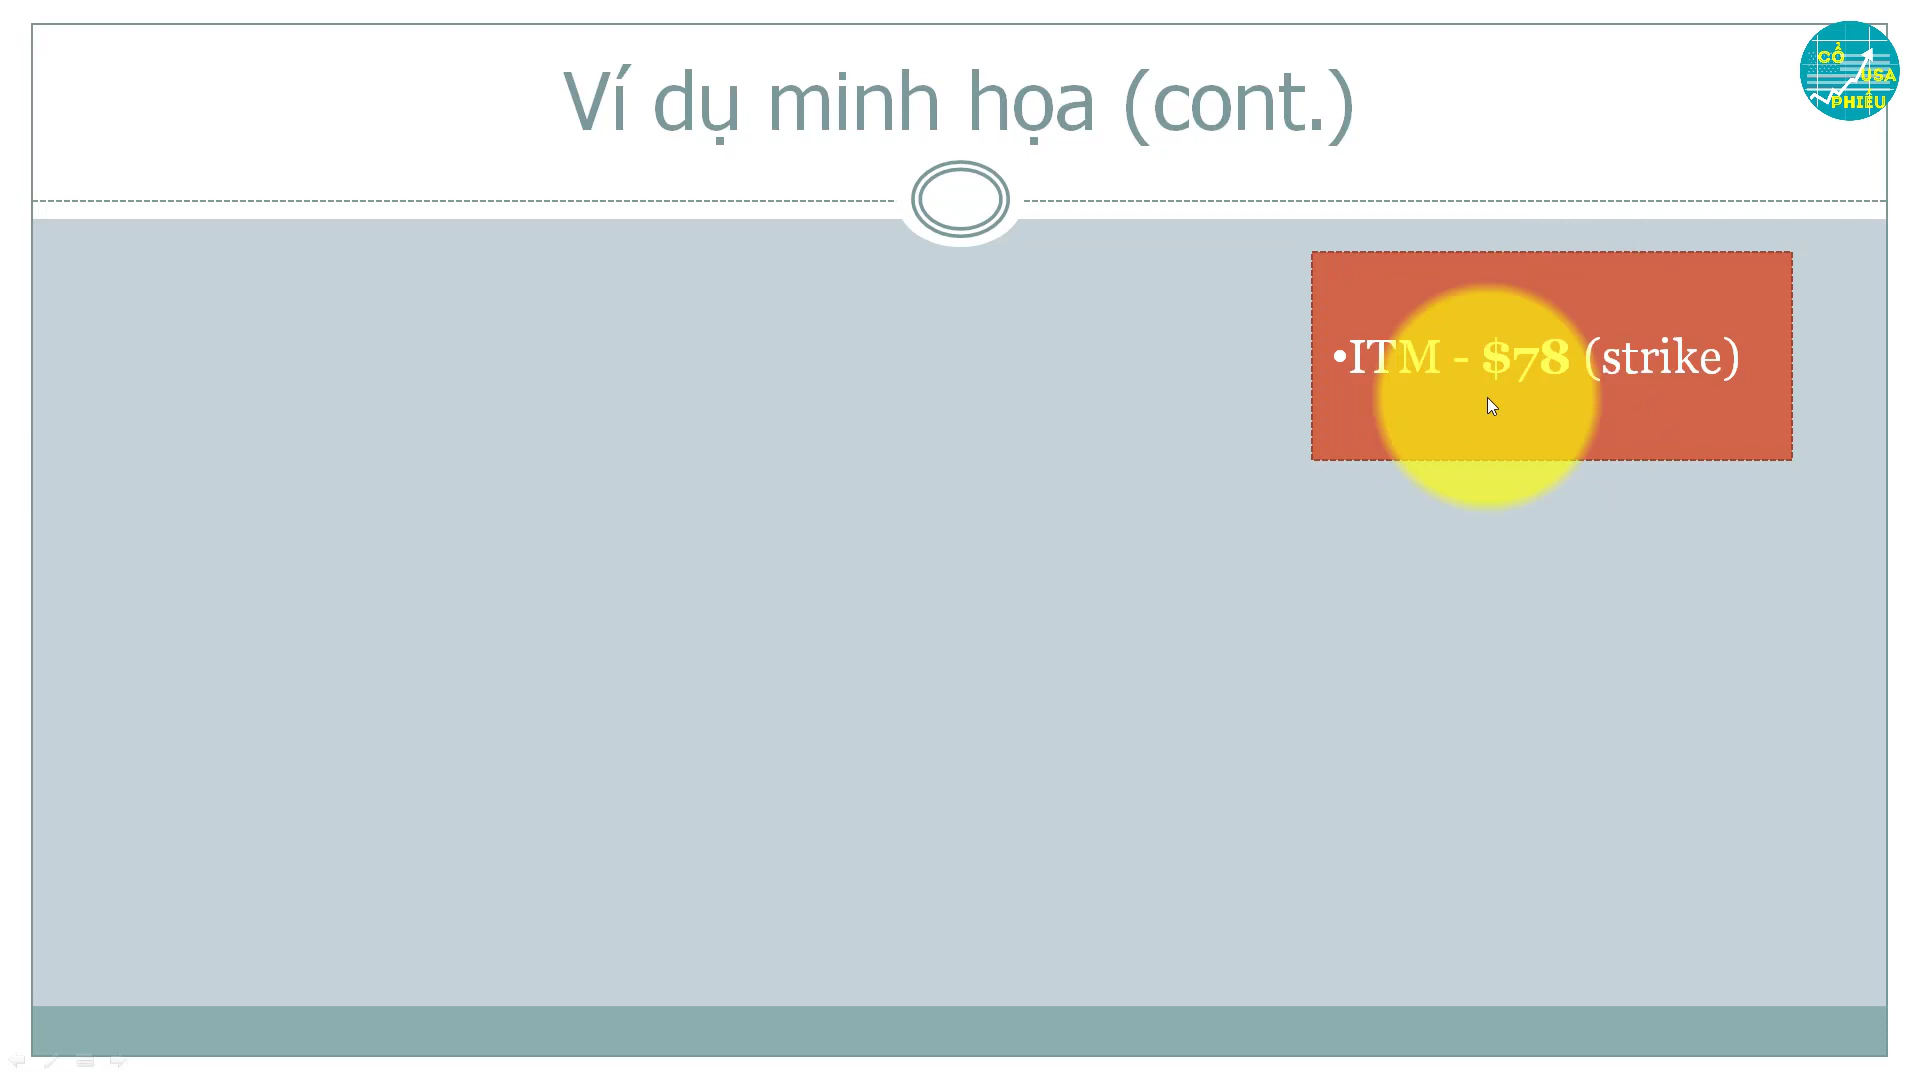 Ví dụ minh họa (cont.)
CỔ
USA
PHIẾU
•ITM - $78 (strike)